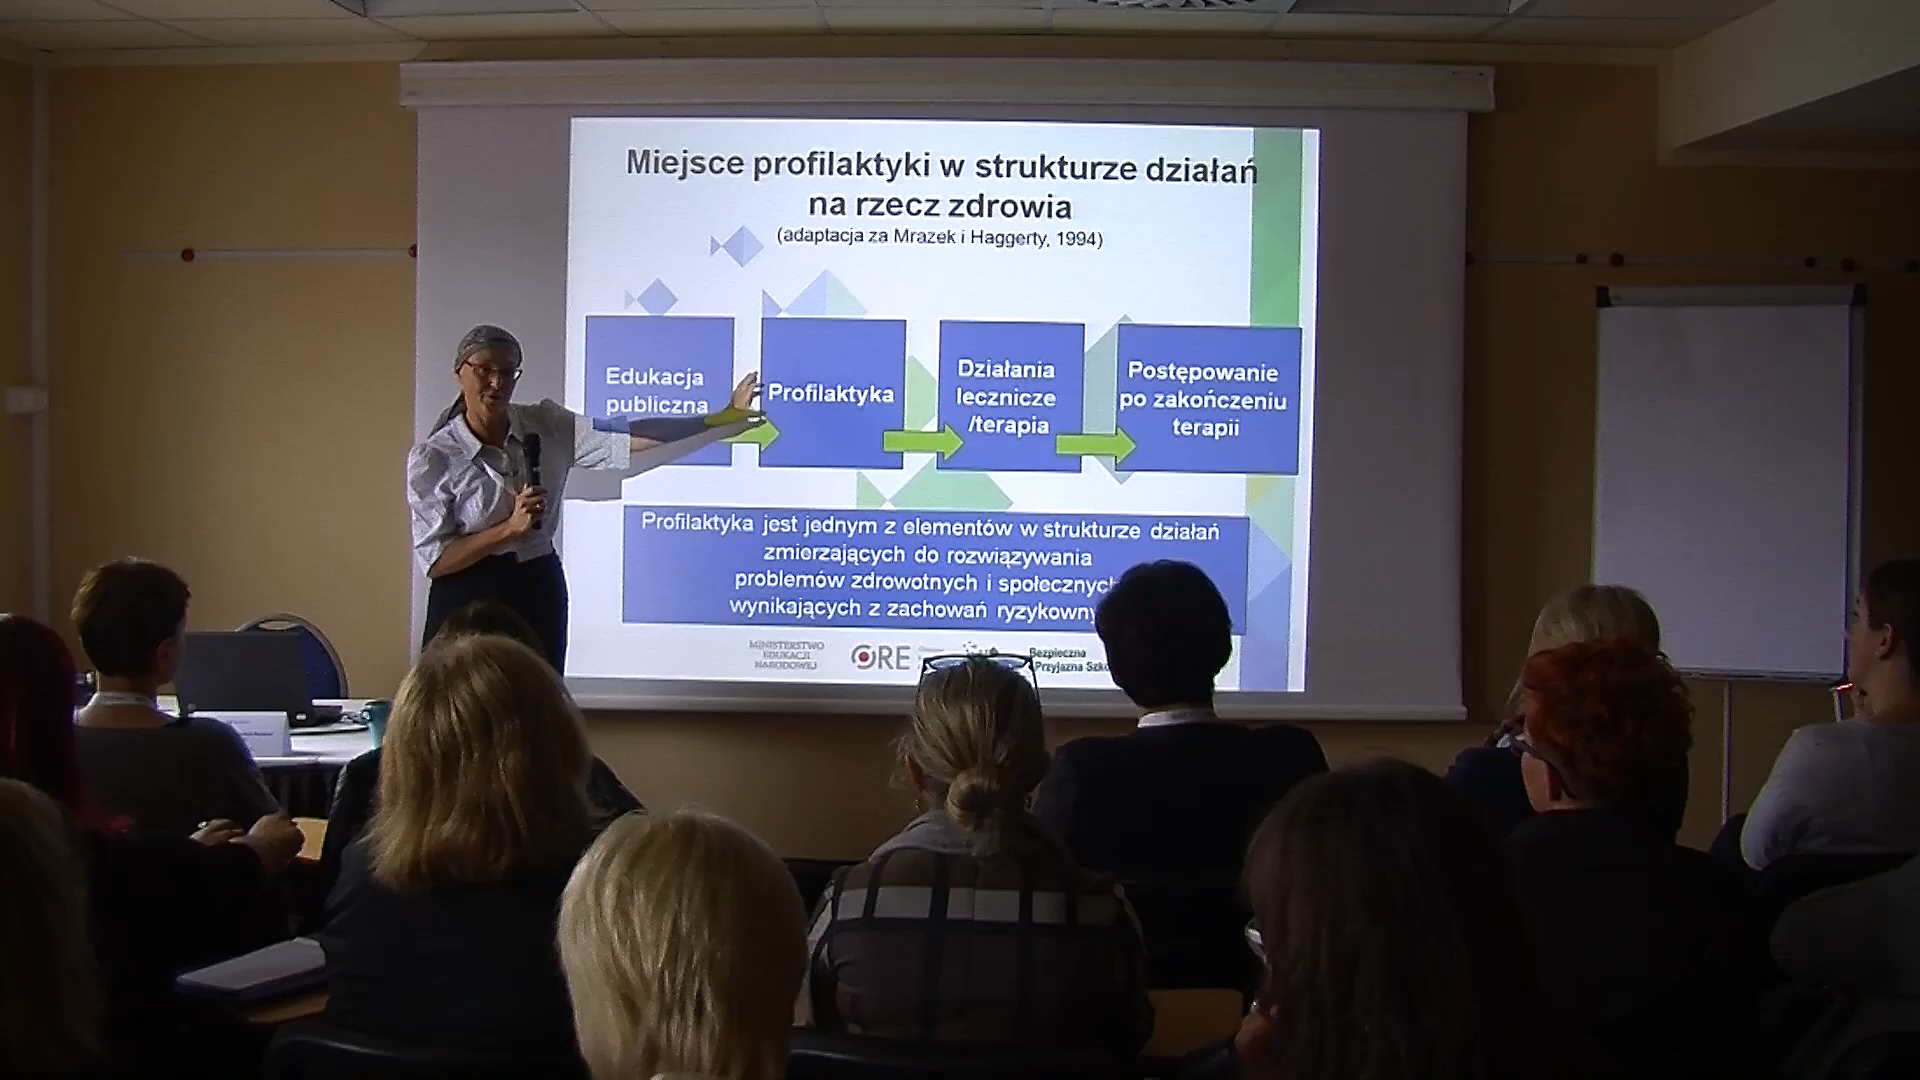 Miejsce profilaktyki w strukturze działań
na rzecz zdrowia
(adaptacja za Mrazek i Haggerty, 1994)
Edukacja
publiczna
Profilaktyka
Działania
lecznicze
/terapia
Postępowanie
po zakończeniu
terapii
Profilaktyka jest jednym z elementów w strukturze działań
zmierzających do rozwiązywania
problemów zdrowotnych i społecznych
wynikających z zachowań
MINISTERSTWO
EDUKACJI
NARODOWEJ
ORE
Bezpieczna
Przyjazna